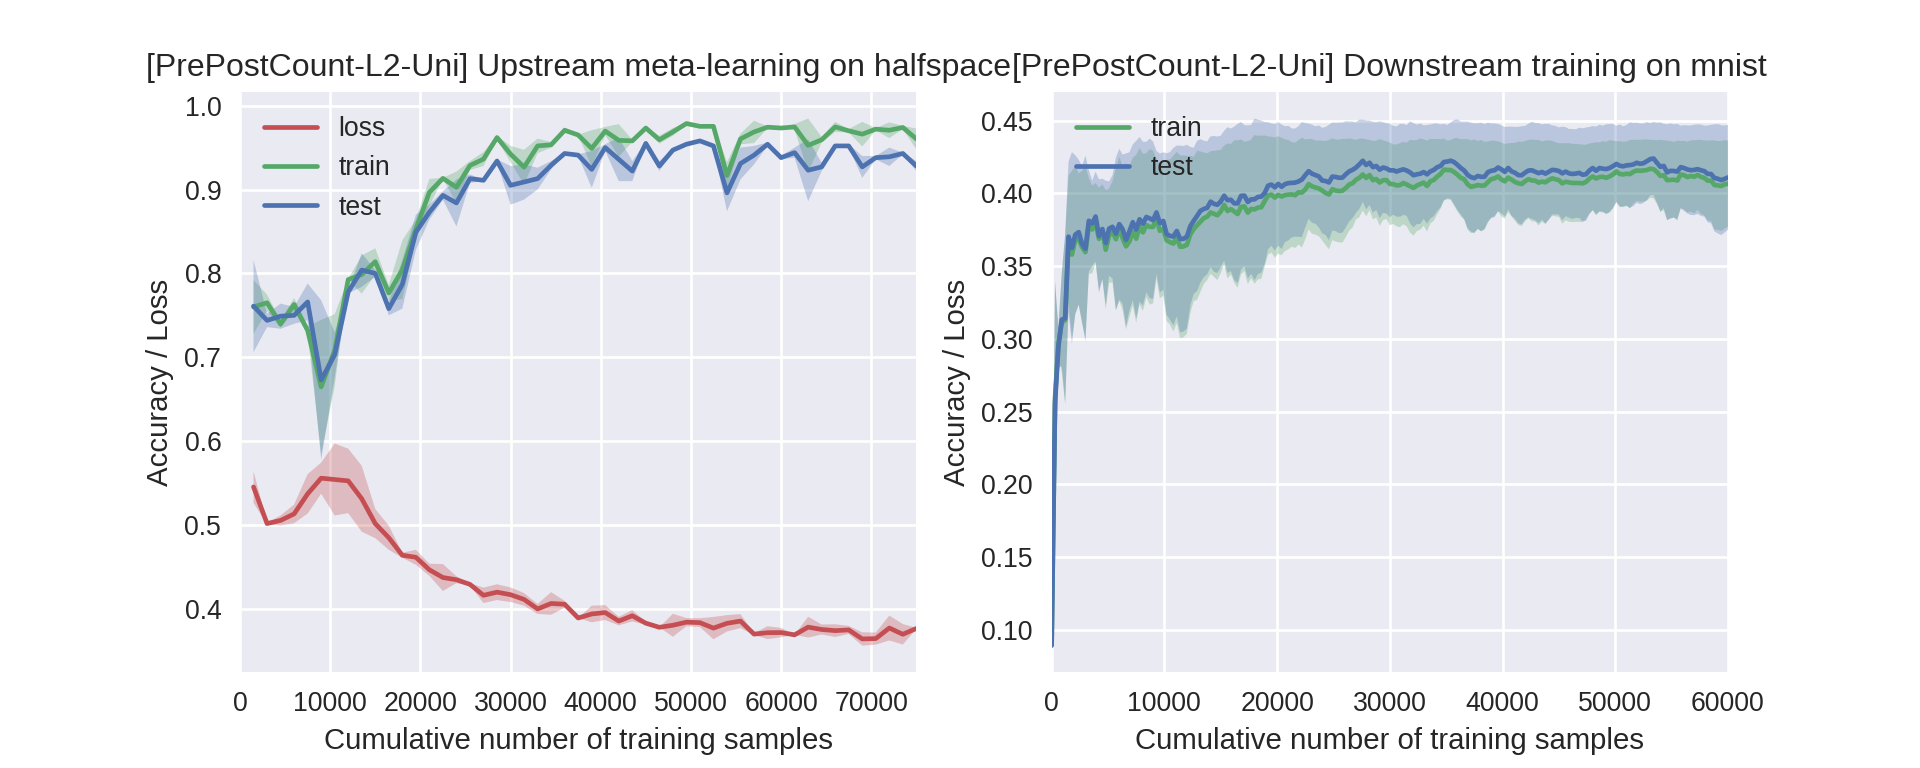 [PrePostCount-L2-Uni] Upstream meta-learning on halfspace
1.0
0.9
0.8
0.7
0.6
0.5
0.4
Accuracy / Loss
loss
train
test
0 10000 20000 30000 40000 50000 60000 70000
Cumulative number of training samples
[PrePostCount-L2-Uni] Downstream training on mnist
0.45
0.40
0.35
0.30
0.25
0.20
0.15
0.10
Accuracy / Loss
train
test
0 10000 20000 30000 40000 50000 60000
Cumulative number of training samples